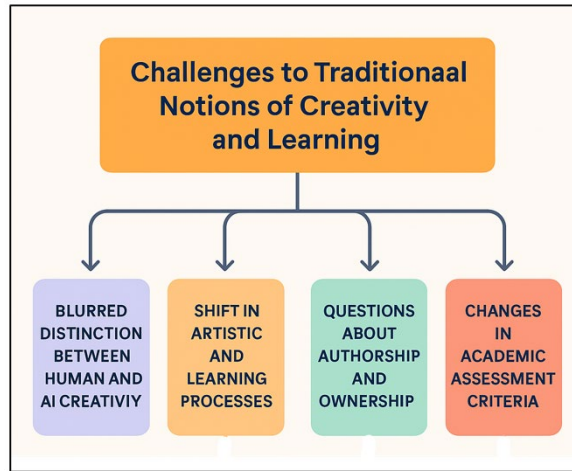 Challenges to Traditionaal
Notions of Creativity
and Learning
BLURRED
DISTINCTION
BETWEEN
HUMAN AND
AI CREATIVIY
SHIFT IN
ARTISTIC
AND
LEARNING
PROCESSES
QUESTIONS
ABOUT
AUTHORSHIP
AND
OWNERSHIP
CHANGES
IN
ACADEMIC
ASSESSMENT
CRITERIA